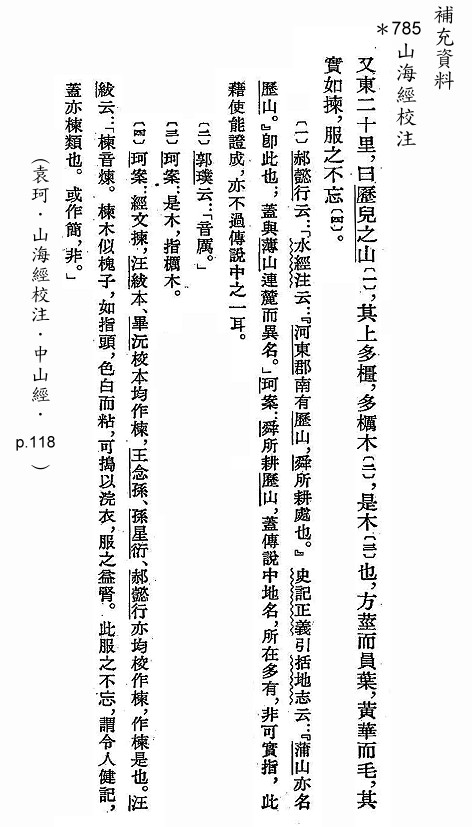 補充資料
＊785山海經校注
又東二十里，曰歷兒之山〔一〕，其上多橿，多櫔木〔二〕，是木〔三〕也，方莖而員葉，黃華而毛，其
實如揀，服之不忘〔四〕。
〔一〕郝懿行云：「水經注云：『河東郡南有歷山，舜所耕處也。』史記正義引括地志云：『蒲山亦名
歷山。』卽此也；蓋與薄山連麓而異名。」珂案：舜所耕歷山，蓋傳說中地名，所在多有，非可實指，此
藉使能證成，亦不過傳說中之一耳。
〔二〕郭璞云：「音厲。」
〔三〕珂案：是木，指櫔木。
〔四〕珂案：經文揀，汪紱本、畢沅校本均作楝，王念孫、孫星衍、郝懿行亦均校作楝，作楝是也。汪
紱云：「楝音煉。楝木似槐子，如指頭，色白而粘，可搗以浣衣，服之益腎。此服之不忘，謂令人健記，
蓋亦楝類也。或作簡，非。」
（袁珂．山海經校注．中山經．p.118）